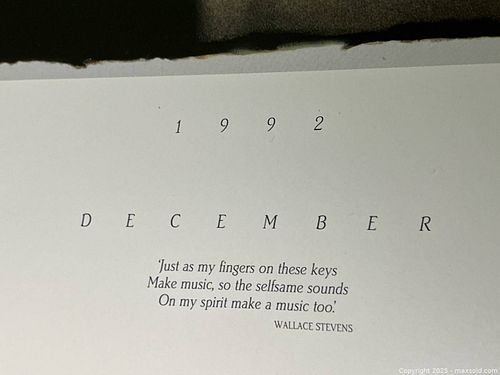 1 9 9 2
D E C E M B E R
‘Just as my fingers on these keys
Make music, so the selfsame sounds
On my spirit make a music too.’
WALLACE STEVENS
Copyright 2025 - maxsold.com